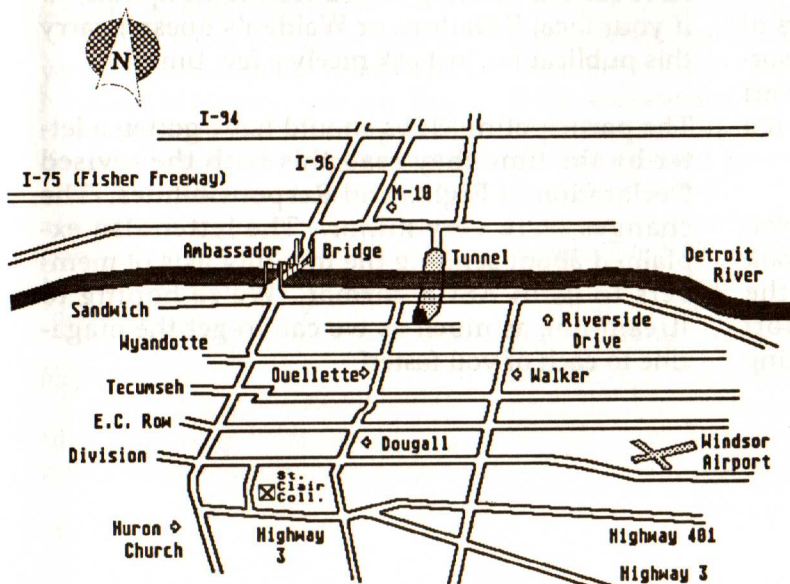 N
I-94
I-96
I-75 (Fisher Freeway)
M-10
Ambassador Bridge
Tunnel
Detroit
River
Sandwich
Riverside
Drive
Wyandotte
Ouellette
Walker
Tecumseh
E.C. Row
Dougall
Division
Windsor
Airport
St.
Clair
Coll.
Huron
Church
Highway
3
Highway 401
Highway 3